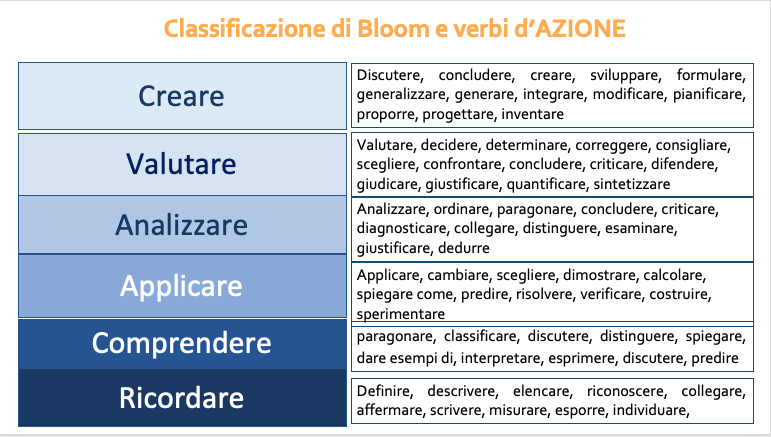 Classificazione di Bloom e verbi d’AZIONE
Creare
Discutere, concludere, creare, sviluppare, formulare,
generalizzare, generare, integrare, modificare, pianificare,
proporre, progettare, inventare
Valutare
Valutare, decidere, determinare, correggere, consigliare,
scegliere, confrontare, concludere, criticare, difendere,
giudicare, giustificare, quantificare, sintetizzare
Analizzare
Analizzare, ordinare, paragonare, concludere, criticare,
diagnosticare, collegare, distinguere, esaminare,
giustificare, dedurre
Applicare
Applicare, cambiare, scegliere, dimostrare, calcolare,
spiegare come, predire, risolvere, verificare, costruire,
sperimentare
Comprendere
paragonare, classificare, discutere, distinguere, spiegare,
dare esempi di, interpretare, esprimere, discutere, predire
Ricordare
Definire, descrivere, elencare, riconoscere, collegare,
affermare, scrivere, misurare, esporre, individuare,